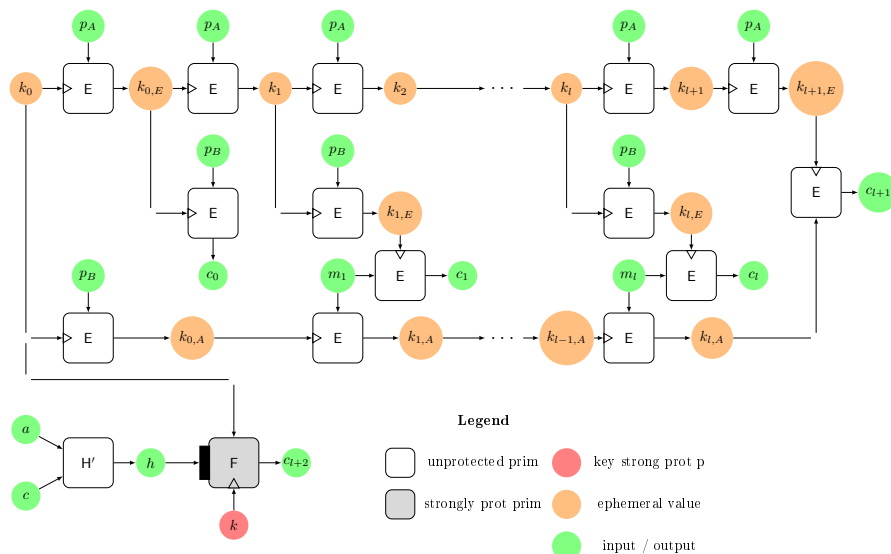 p_A p_A p_A p_A p_A
k_0 E k_{0,E} E k_1 E k_2 ⋯ k_l E k_{l+1} E k_{l+1,E}
p_B p_B p_B
E c_{l+1}
E E k_{1,E} E k_{l,E}
p_B c_0 m_1 E c_1 m_l E c_l
E k_{0,A} E k_{1,A} ⋯ k_{l−1,A} E k_{l,A}
a
Legend
H′ h F c_{l+2}
unprotected prim key strong prot p
c
strongly prot prim ephemeral value
k
input / output